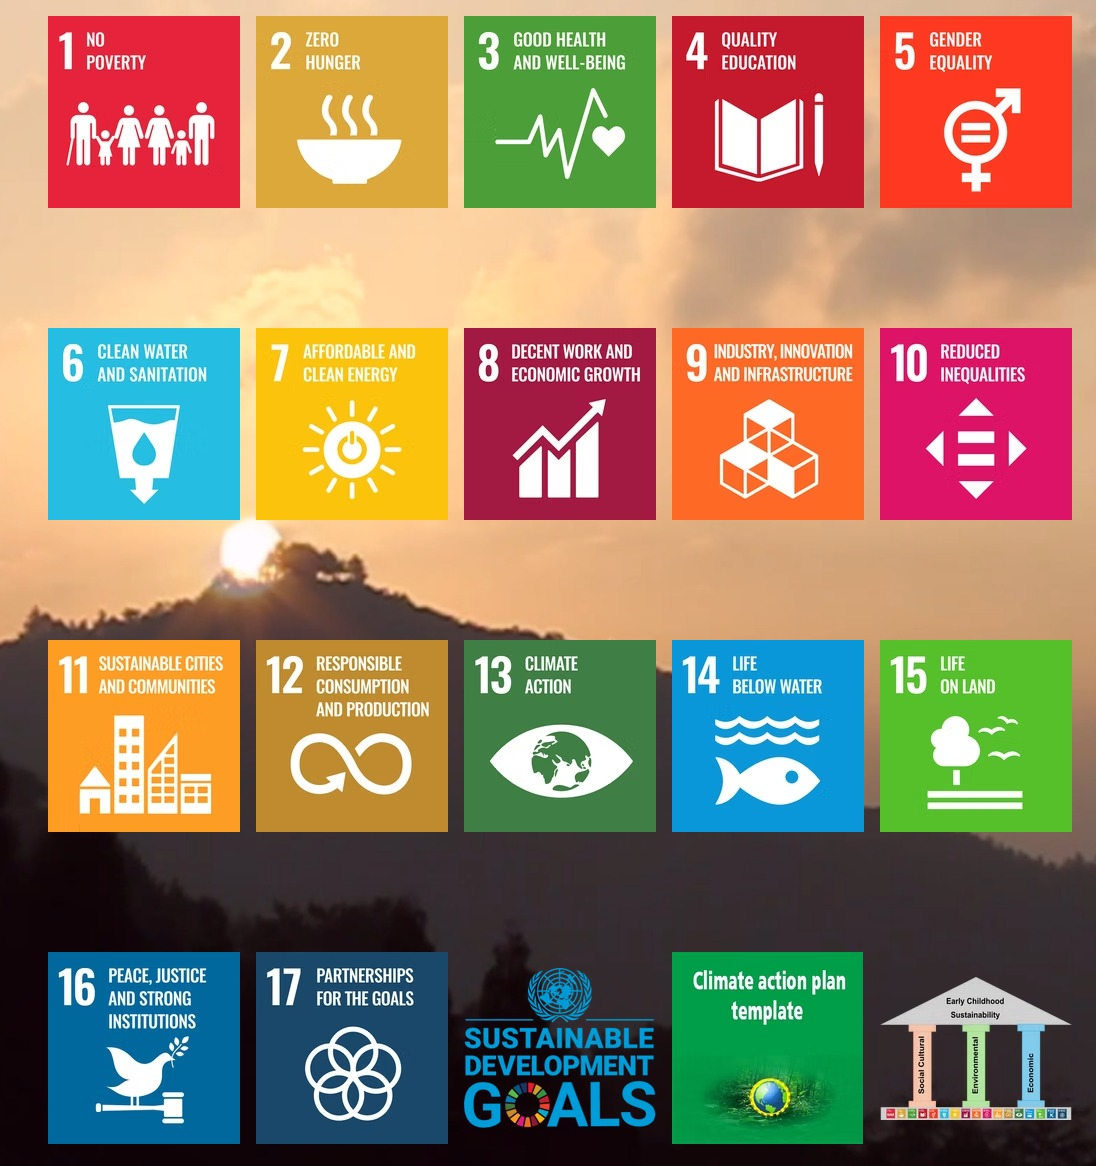 1 NO
POVERTY
2 ZERO
HUNGER
3 GOOD HEALTH
AND WELL-BEING
4 QUALITY
EDUCATION
5 GENDER
EQUALITY
6 CLEAN WATER
AND SANITATION
7 AFFORDABLE AND
CLEAN ENERGY
8 DECENT WORK AND
ECONOMIC GROWTH
9 INDUSTRY, INNOVATION
AND INFRASTRUCTURE
10 REDUCED
INEQUALITIES
11 SUSTAINABLE CITIES
AND COMMUNITIES
12 RESPONSIBLE
CONSUMPTION
AND PRODUCTION
13 CLIMATE
ACTION
14 LIFE
BELOW WATER
15 LIFE
ON LAND
16 PEACE, JUSTICE
AND STRONG
INSTITUTIONS
17 PARTNERSHIPS
FOR THE GOALS
SUSTAINABLE
DEVELOPMENT
GOALS
Climate action plan
template
Early Childhood
Sustainability
Social Cultural
Environmental
Economic